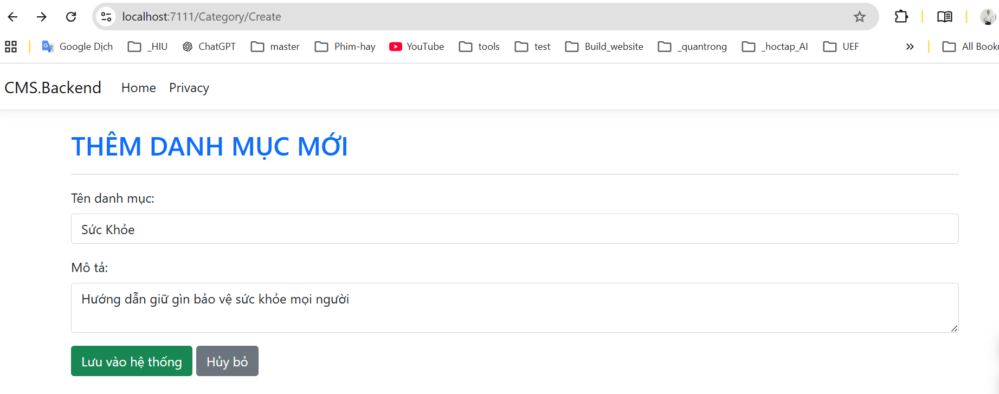 localhost:7111/Category/Create
Google Dịch _HIU ChatGPT master Phim-hay YouTube tools test Build_website _quantrong _hoctap_AI UEF » All Bookr
CMS.Backend Home Privacy
THÊM DANH MỤC MỚI
Tên danh mục:
Sức Khỏe
Mô tả:
Hướng dẫn giữ gìn bảo vệ sức khỏe mọi người
Lưu vào hệ thống Hủy bỏ